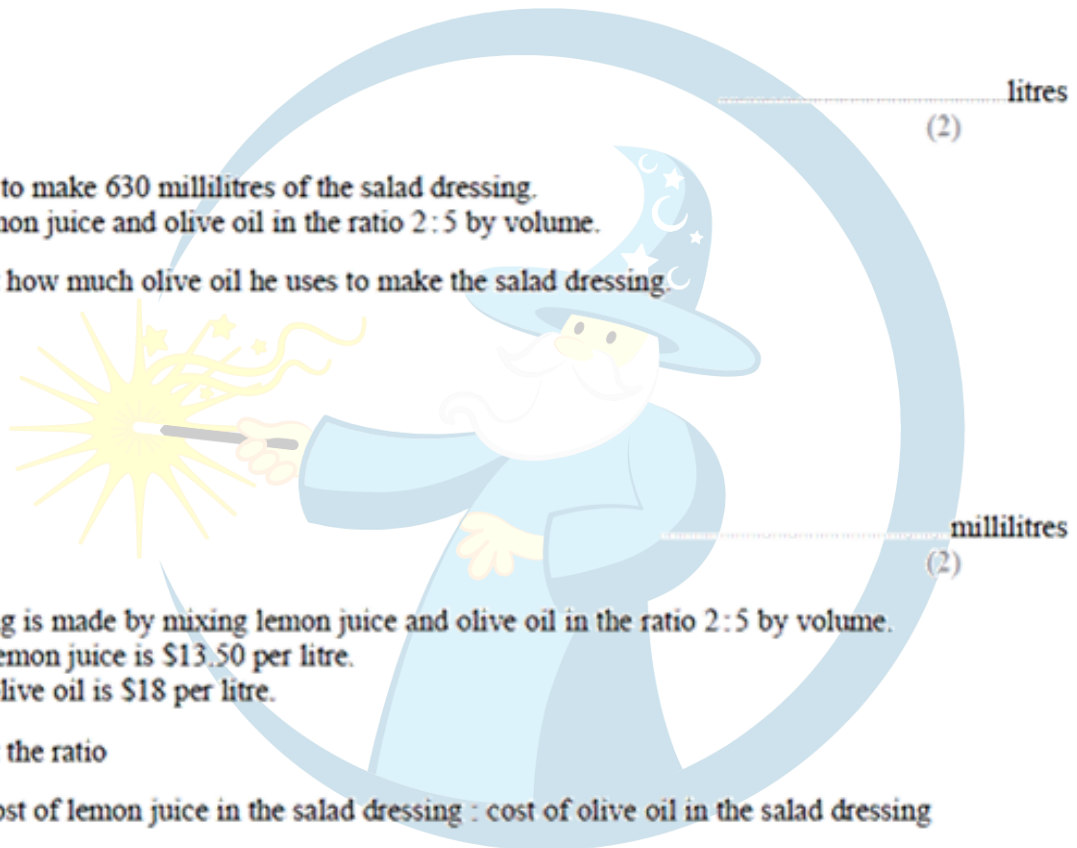 litres
(2)
to make 630 millilitres of the salad dressing.
non juice and olive oil in the ratio 2:5 by volume.
how much olive oil he uses to make the salad dressing.
millilitres
(2)
g is made by mixing lemon juice and olive oil in the ratio 2:5 by volume.
emon juice is $13.50 per litre.
live oil is $18 per litre.
the ratio
ost of lemon juice in the salad dressing : cost of olive oil in the salad dressing